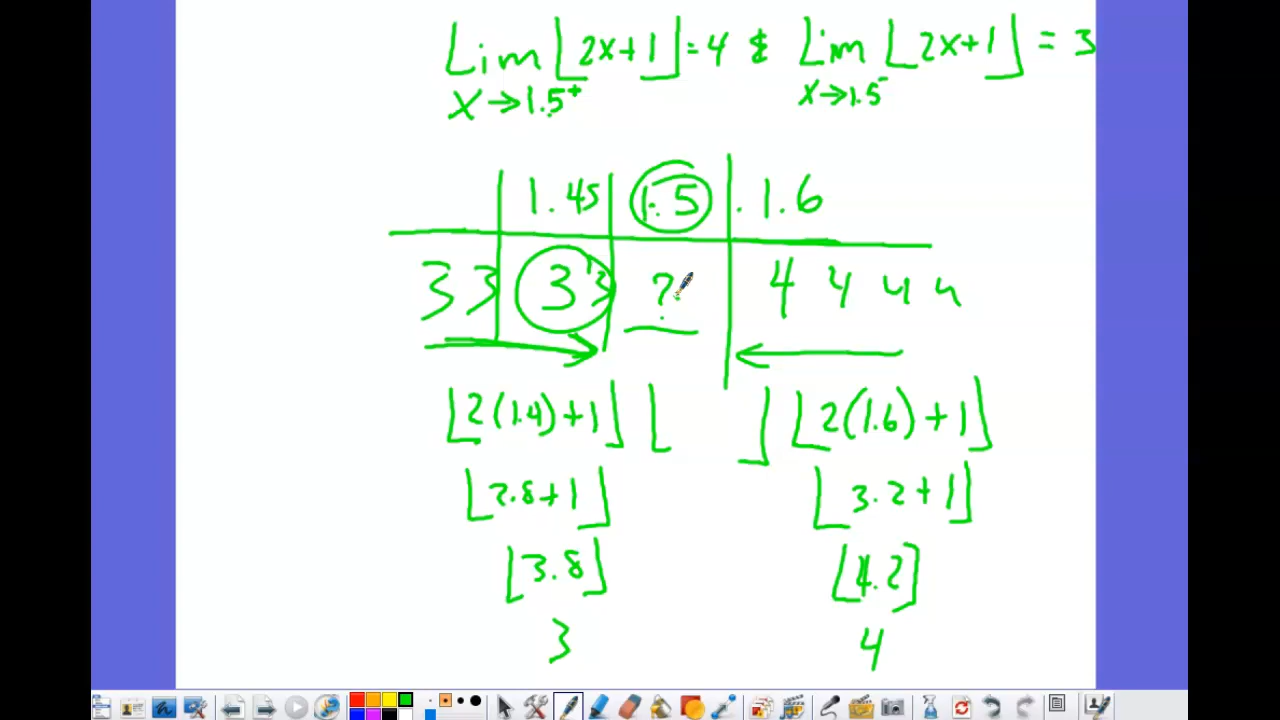 Lim ⌊2x+1⌋ = 4 & Lim ⌊2x+1⌋ = 3
x→1.5⁺ x→1.5⁻
1.45 1.5 1.6
3 3 3 3 ? 4 4 4 4
⌊2(1.4)+1⌋ ⌊ ⌋ ⌊2(1.6)+1⌋
⌊2.8+1⌋ ⌊3.2+1⌋
⌊3.8⌋ ⌊4.2⌋
3 4